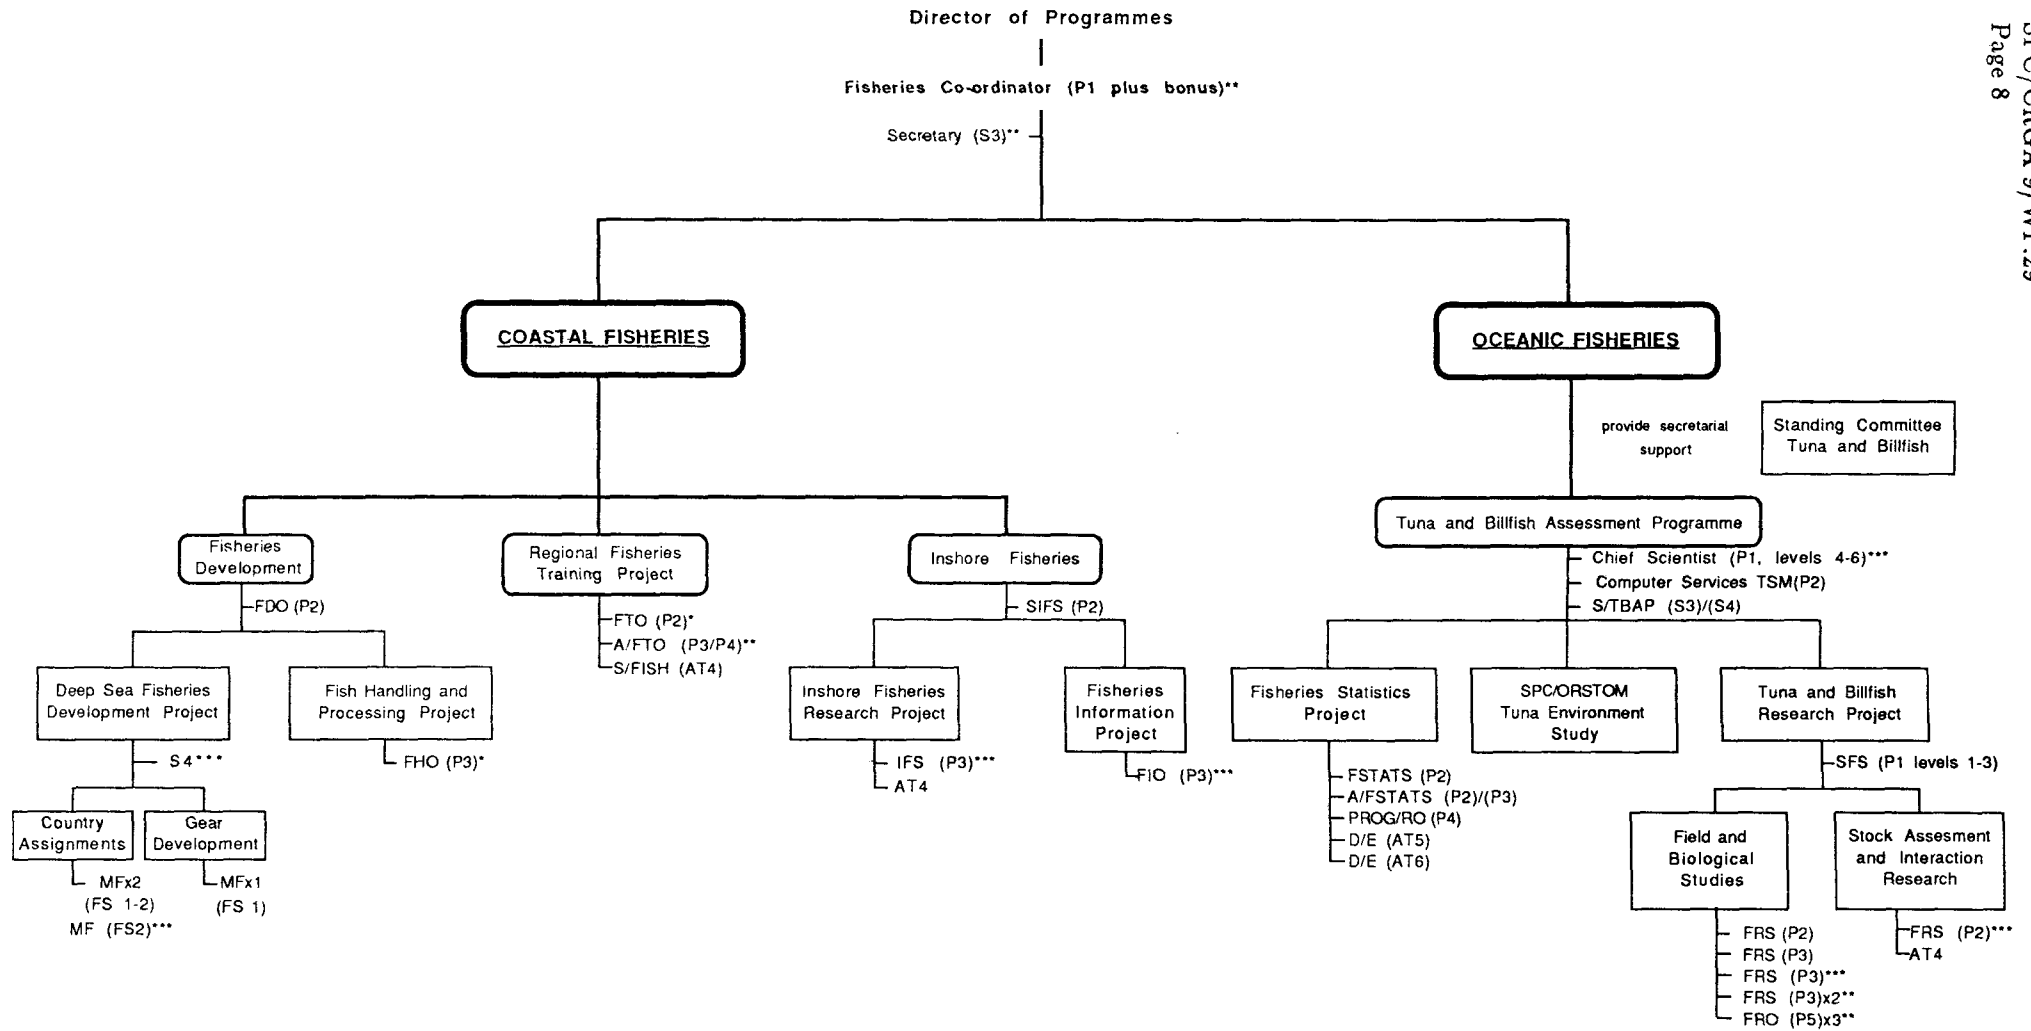 Director of Programmes
Page 8
Fisheries Co-ordinator (P1 plus bonus)**
Secretary (S3)**
COASTAL FISHERIES
OCEANIC FISHERIES
provide secretarial
support
Standing Committee
Tuna and Billfish
Tuna and Billfish Assessment Programme
Chief Scientist (P1, levels 4-6)***
Computer Services TSM(P2)
S/TBAP (S3)/(S4)
Fisheries
Development
FDO (P2)
Regional Fisheries
Training Project
FTO (P2)*
A/FTO (P3/P4)**
S/FISH (AT4)
Inshore Fisheries
SIFS (P2)
Deep Sea Fisheries
Development Project
S4***
Fish Handling and
Processing Project
FHO (P3)*
Inshore Fisheries
Research Project
IFS (P3)***
AT4
Fisheries
Information
Project
FIO (P3)***
Fisheries Statistics
Project
FSTATS (P2)
A/FSTATS (P2)/(P3)
PROG/RO (P4)
D/E (AT5)
D/E (AT6)
SPC/ORSTOM
Tuna Environment
Study
Tuna and Billfish
Research Project
SFS (P1 levels 1-3)
Country
Assignments
MFx2
(FS 1-2)
MF (FS2)***
Gear
Development
MFx1
(FS 1)
Field and
Biological
Studies
FRS (P2)
FRS (P3)
FRS (P3)***
FRS (P3)x2**
FRO (P5)x3**
Stock Assesment
and Interaction
Research
FRS (P2)***
AT4